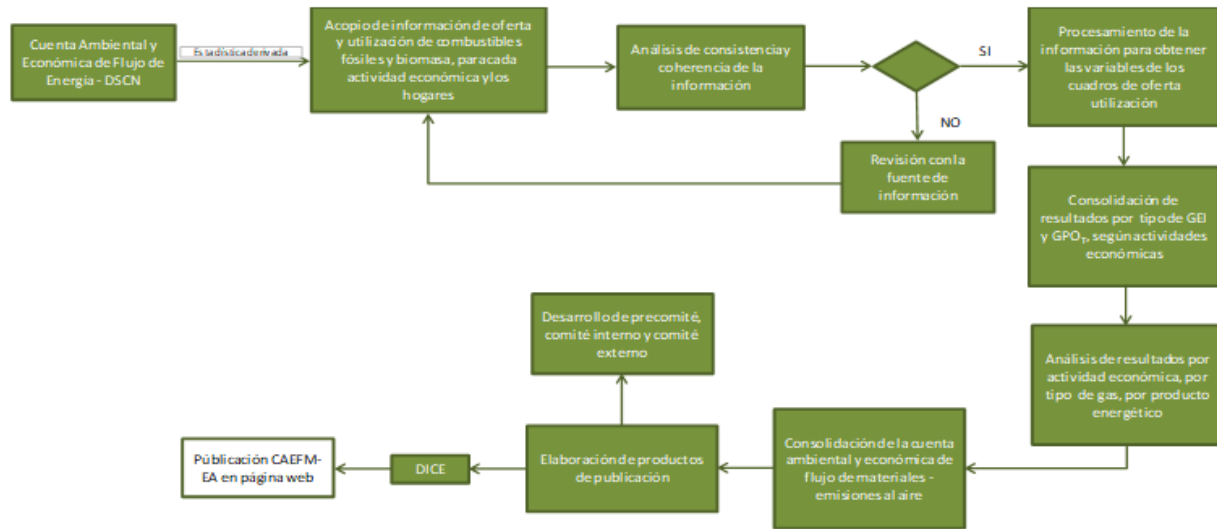 Cuenta Ambiental y
Económica de Flujo de
Energía - DSCN
Estadística derivada
Acopio de información de oferta
y utilización de combustibles
fósiles y biomasa, para cada
actividad económica y los
hogares
Análisis de consistencia y
coherencia de la
información
SI
NO
Revisión con la
fuente de
información
Procesamiento de la
información para obtener
las variables de los
cuadros de oferta
utilización
Consolidación de
resultados por tipo de GEI
y GPO_T, según actividades
económicas
Análisis de resultados por
actividad económica, por
tipo de gas, por producto
energético
Consolidación de la cuenta
ambiental y económica de
flujo de materiales -
emisiones al aire
Elaboración de productos
de publicación
Desarrollo de precomité,
comité interno y comité
externo
DICE
Públicación CAEFM-
EA en página web